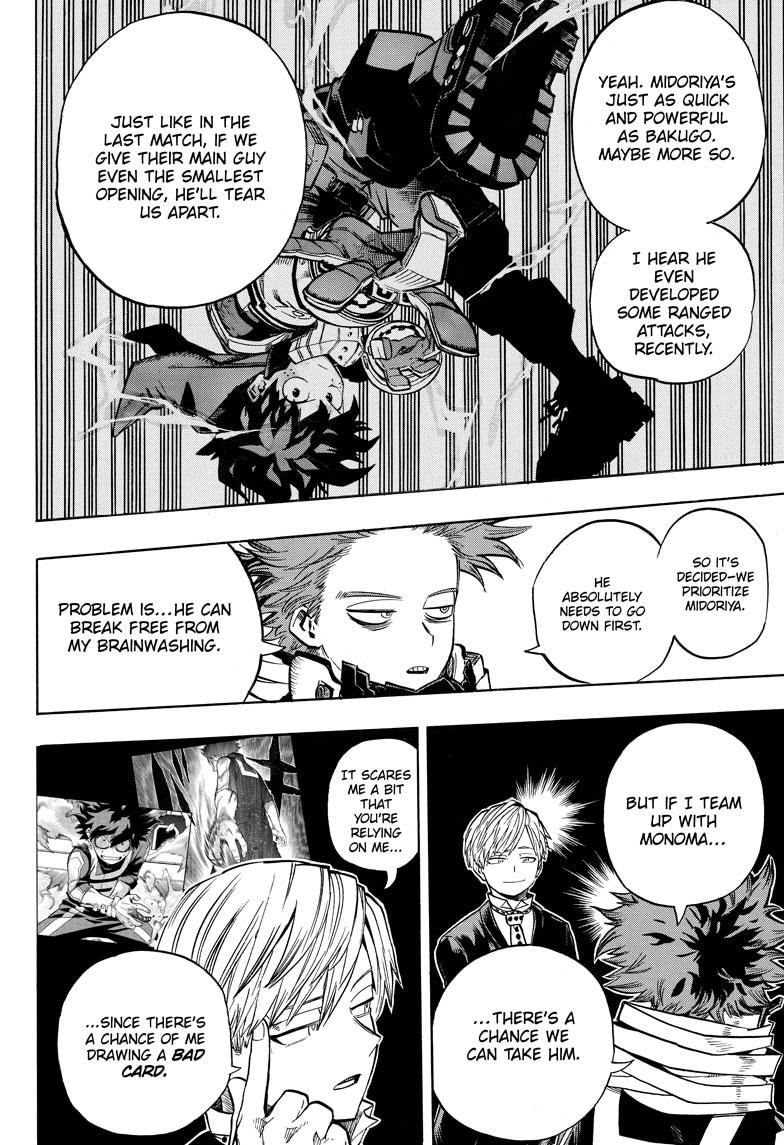 YEAH. MIDORIYA'S
JUST AS QUICK
AND POWERFUL
AS BAKUGO.
MAYBE MORE SO.
I HEAR HE
EVEN
DEVELOPED
SOME RANGED
ATTACKS,
RECENTLY.
JUST LIKE IN THE
LAST MATCH, IF WE
GIVE THEIR MAIN GUY
EVEN THE SMALLEST
OPENING, HE'LL TEAR
US APART.
SO IT'S
DECIDED–WE
PRIORITIZE
MIDORIYA.
HE
ABSOLUTELY
NEEDS TO GO
DOWN FIRST.
PROBLEM IS...HE CAN
BREAK FREE FROM
MY BRAINWASHING.
BUT IF I TEAM
UP WITH
MONOMA...
...THERE'S A
CHANCE WE
CAN TAKE HIM.
IT SCARES
ME A BIT
THAT
YOU'RE
RELYING
ON ME...
...SINCE THERE'S
A CHANCE OF ME
DRAWING A BAD
CARD.